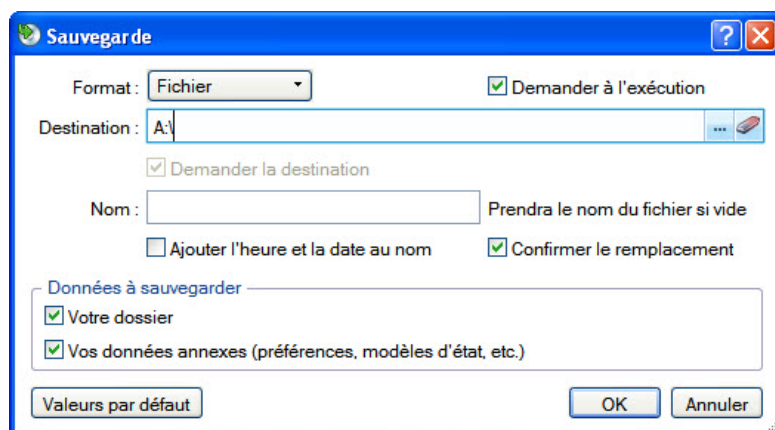 Sauvegarde
Format : Fichier
Demander à l'exécution
Destination : A:\
...
Demander la destination
Nom :
Prendra le nom du fichier si vide
Ajouter l'heure et la date au nom
Confirmer le remplacement
Données à sauvegarder
Votre dossier
Vos données annexes (préférences, modèles d'état, etc.)
Valeurs par défaut
OK
Annuler